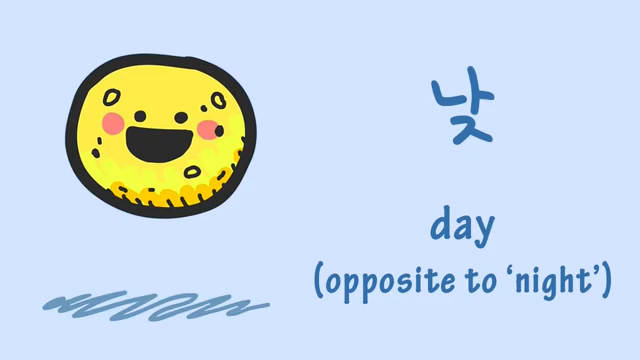 낮
day
(opposite to ‘night’)